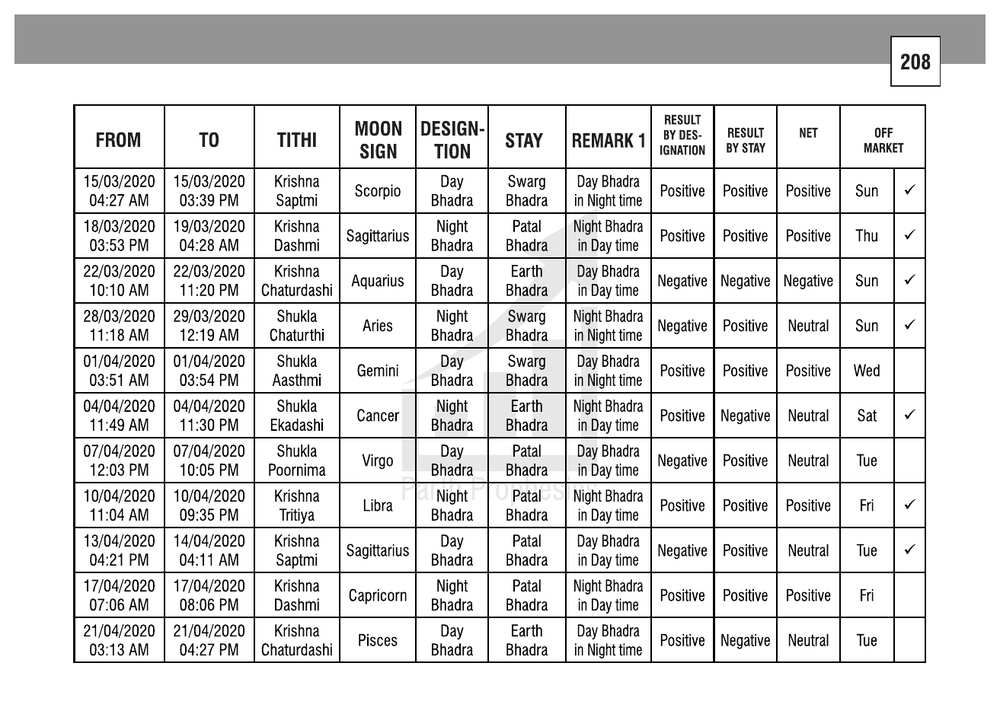 208
FROM TO TITHI MOON SIGN DESIGN-TION STAY REMARK 1 RESULT BY DES-IGNATION RESULT BY STAY NET OFF MARKET
15/03/2020 04:27 AM 15/03/2020 03:39 PM Krishna Saptmi Scorpio Day Bhadra Swarg Bhadra Day Bhadra in Night time Positive Positive Positive Sun ✓
18/03/2020 03:53 PM 19/03/2020 04:28 AM Krishna Dashmi Sagittarius Night Bhadra Patal Bhadra Night Bhadra in Day time Positive Positive Positive Thu ✓
22/03/2020 10:10 AM 22/03/2020 11:20 PM Krishna Chaturdashi Aquarius Day Bhadra Earth Bhadra Day Bhadra in Day time Negative Negative Negative Sun ✓
28/03/2020 11:18 AM 29/03/2020 12:19 AM Shukla Chaturthi Aries Night Bhadra Swarg Bhadra Night Bhadra in Night time Negative Positive Neutral Sun ✓
01/04/2020 03:51 AM 01/04/2020 03:54 PM Shukla Aasthmi Gemini Day Bhadra Swarg Bhadra Day Bhadra in Night time Positive Positive Positive Wed
04/04/2020 11:49 AM 04/04/2020 11:30 PM Shukla Ekadashi Cancer Night Bhadra Earth Bhadra Night Bhadra in Day time Positive Negative Neutral Sat ✓
07/04/2020 12:03 PM 07/04/2020 10:05 PM Shukla Poornima Virgo Day Bhadra Patal Bhadra Day Bhadra in Day time Negative Positive Neutral Tue
10/04/2020 11:04 AM 10/04/2020 09:35 PM Krishna Tritiya Libra Night Bhadra Patal Bhadra Night Bhadra in Day time Positive Positive Positive Fri ✓
13/04/2020 04:21 PM 14/04/2020 04:11 AM Krishna Saptmi Sagittarius Day Bhadra Patal Bhadra Day Bhadra in Day time Negative Positive Neutral Tue ✓
17/04/2020 07:06 AM 17/04/2020 08:06 PM Krishna Dashmi Capricorn Night Bhadra Patal Bhadra Night Bhadra in Day time Positive Positive Positive Fri
21/04/2020 03:13 AM 21/04/2020 04:27 PM Krishna Chaturdashi Pisces Day Bhadra Earth Bhadra Day Bhadra in Night time Positive Negative Neutral Tue